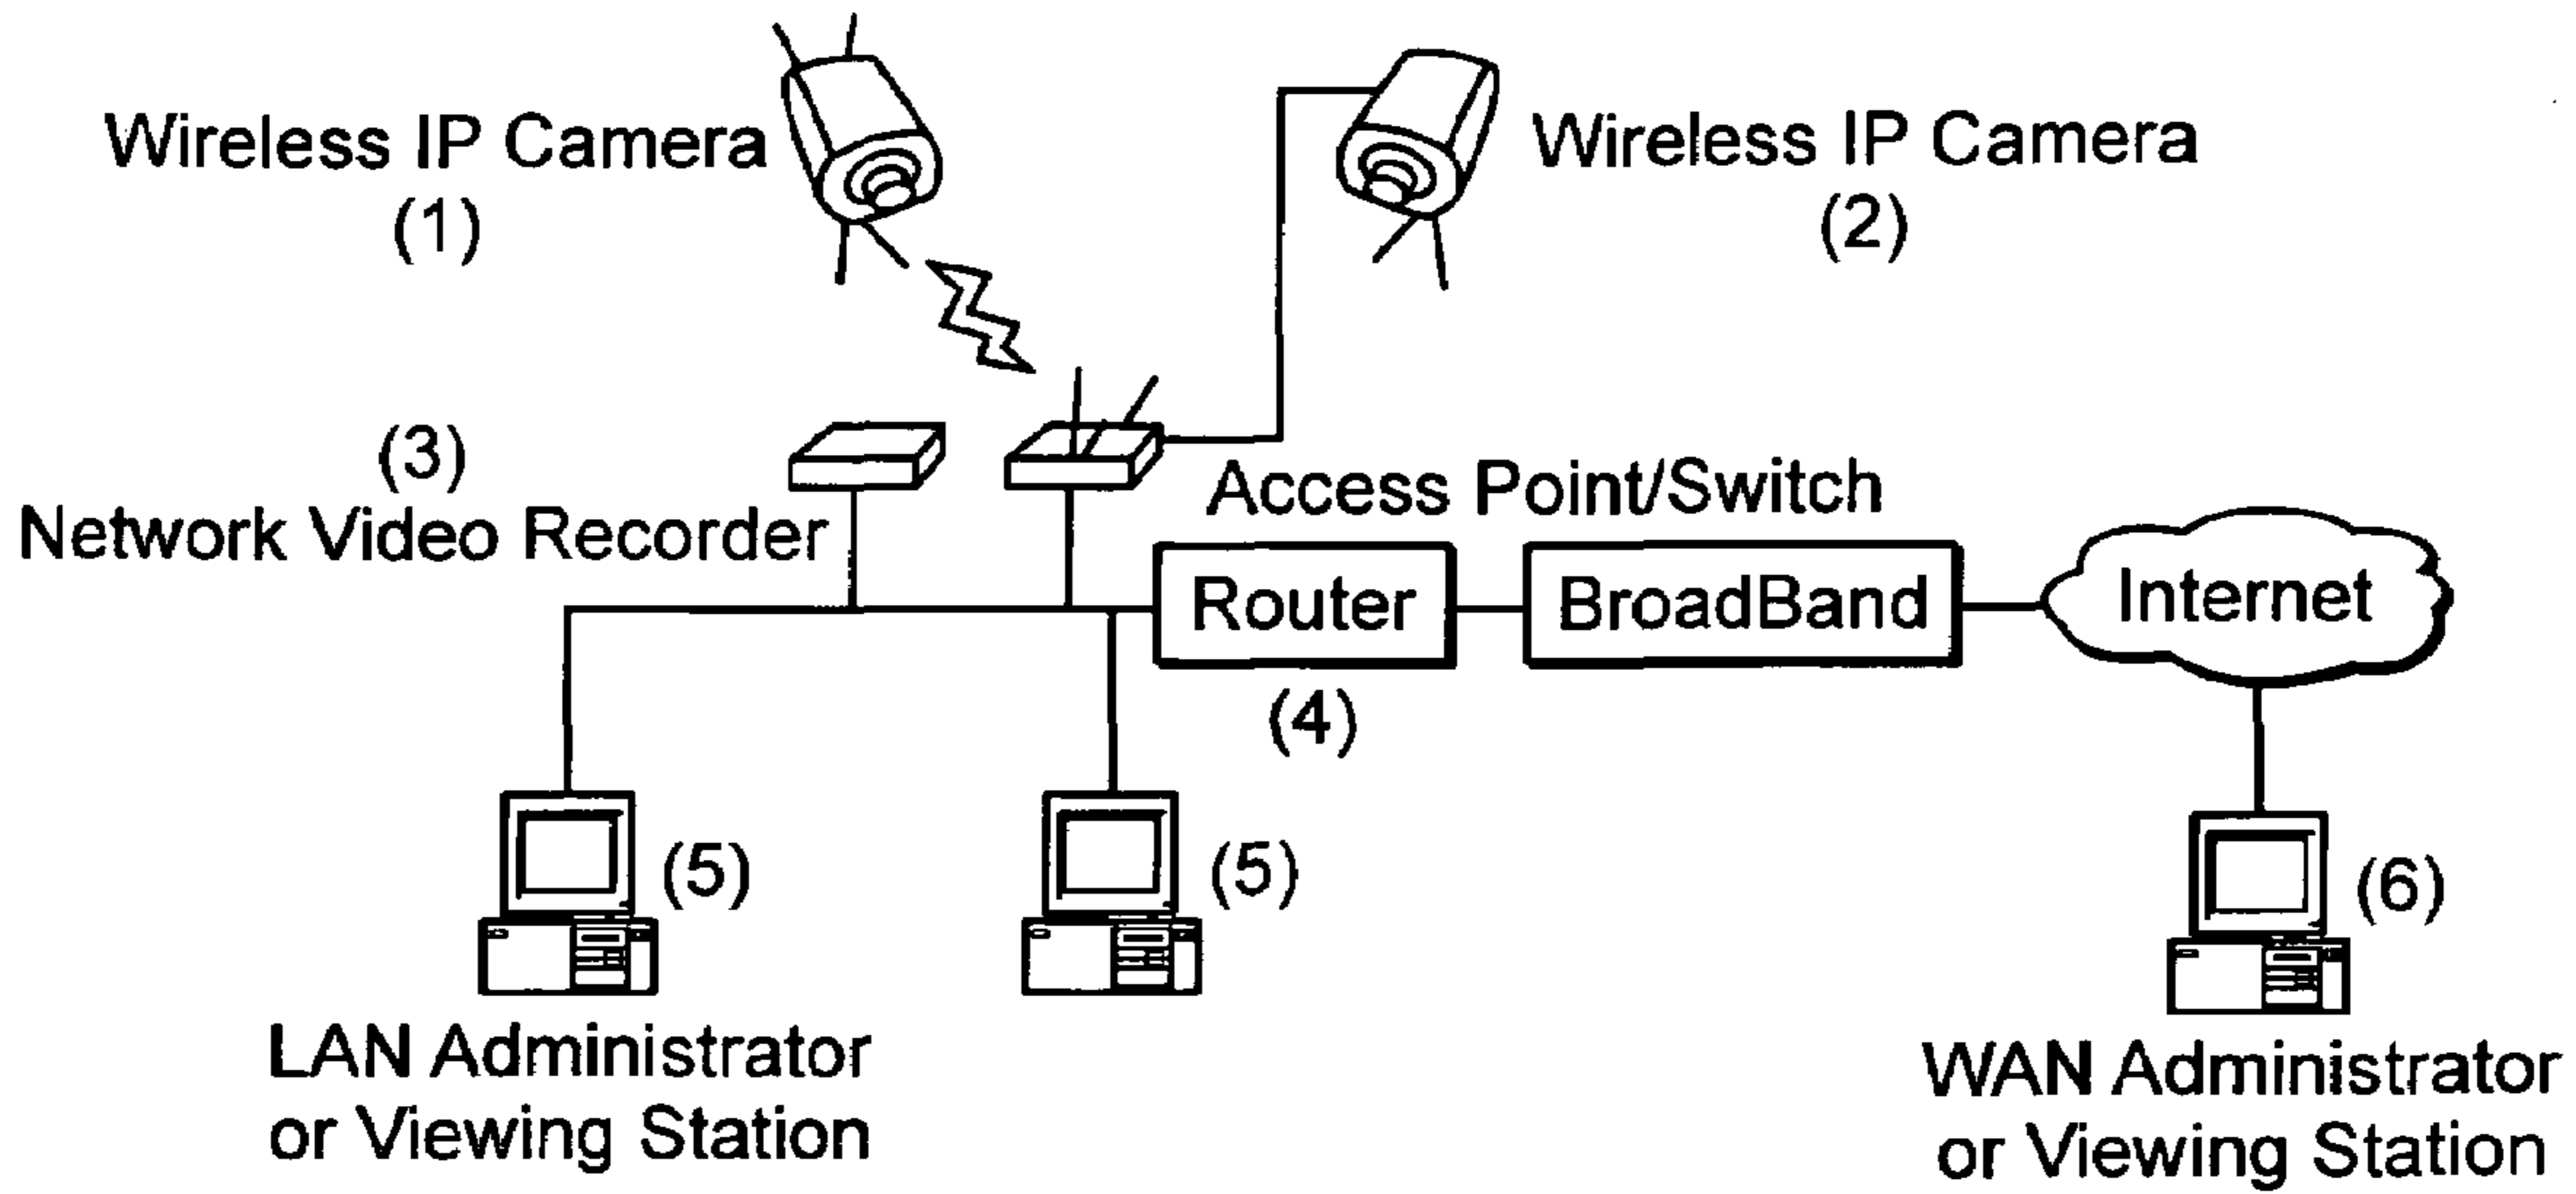 Wireless IP Camera
(1)
Wireless IP Camera
(2)
(3)
Network Video Recorder
Access Point/Switch
Router
(4)
BroadBand
Internet
(5)
(5)
(6)
LAN Administrator
or Viewing Station
WAN Administrator
or Viewing Station